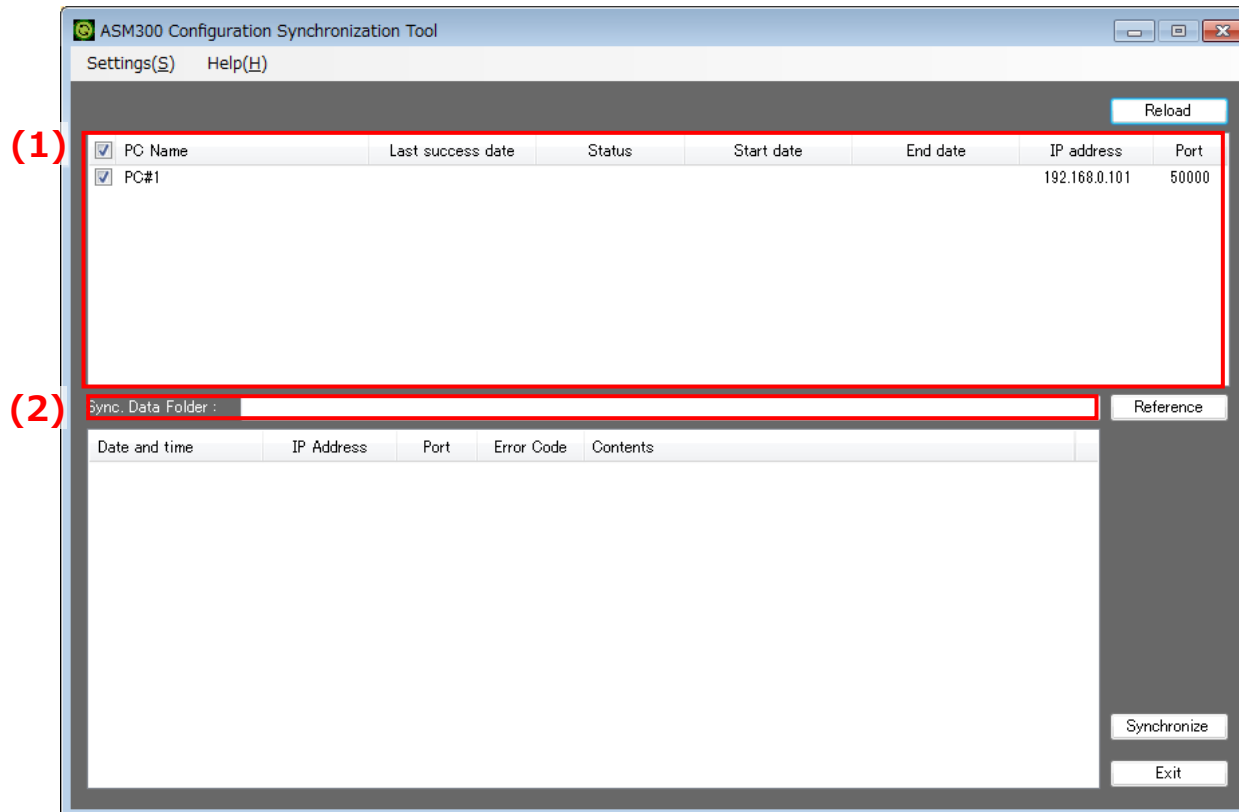 ASM300 Configuration Synchronization Tool
Settings(S) Help(H)
Reload
(1)
PC Name Last success date Status Start date End date IP address Port
PC#1 192.168.0.101 50000
(2)
Sync. Data Folder : Reference
Date and time IP Address Port Error Code Contents
Synchronize
Exit